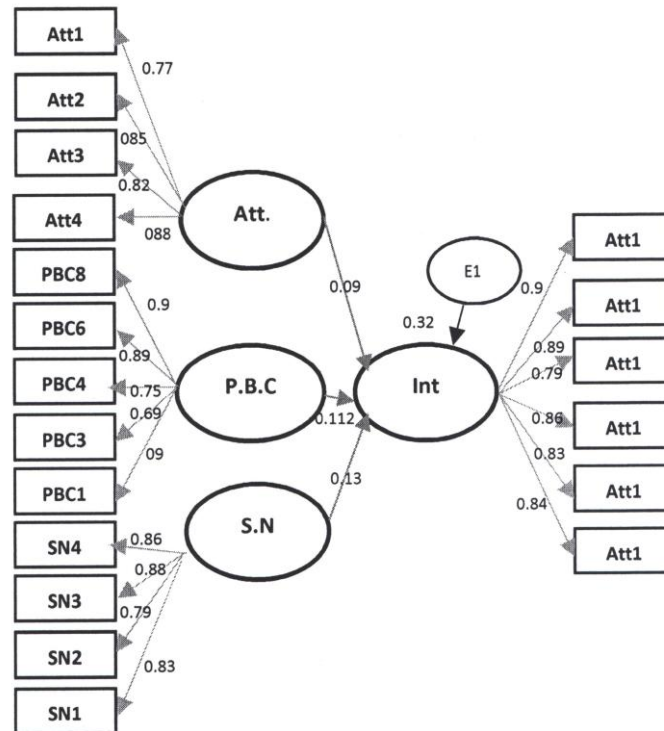 Att1
0.77
Att2
085
Att3
0.82
Att4
088
Att.
PBC8
0.9
PBC6
0.89
PBC4
0.75
P.B.C
PBC3
0.69
PBC1
09
SN4
0.86
S.N
SN3
0.88
SN2
0.79
SN1
0.83
0.09
0.112
0.13
E1
0.32
Int
0.9
Att1
0.89
Att1
0.79
Att1
0.86
Att1
0.83
Att1
0.84
Att1